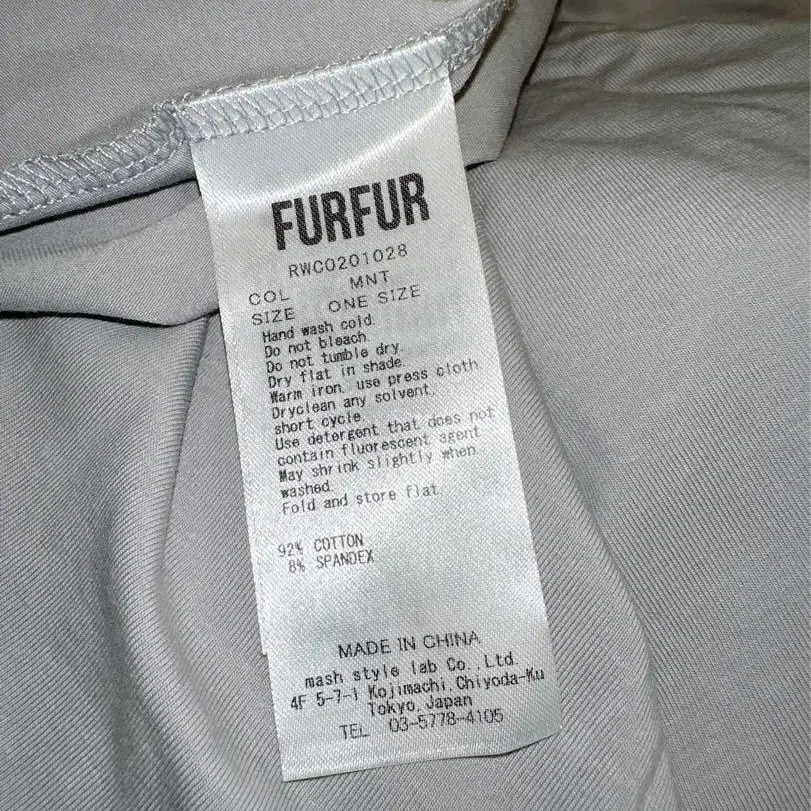 FURFUR
RWC0201028
COL MNT
SIZE ONE SIZE
Hand wash cold.
Do not bleach.
Do not tumble dry.
Dry flat in shade.
Warm iron, use press cloth.
Dryclean any solvent,
short cycle.
Use detergent that does not
contain fluorescent agent
May shrink slightly when
washed.
Fold and store flat.
92% COTTON
8% SPANDEX
MADE IN CHINA
mash style lab Co.,Ltd.
4F 5-7-1 Kojimachi,Chiyoda-Ku
Tokyo,Japan
TEL 03-5778-4105